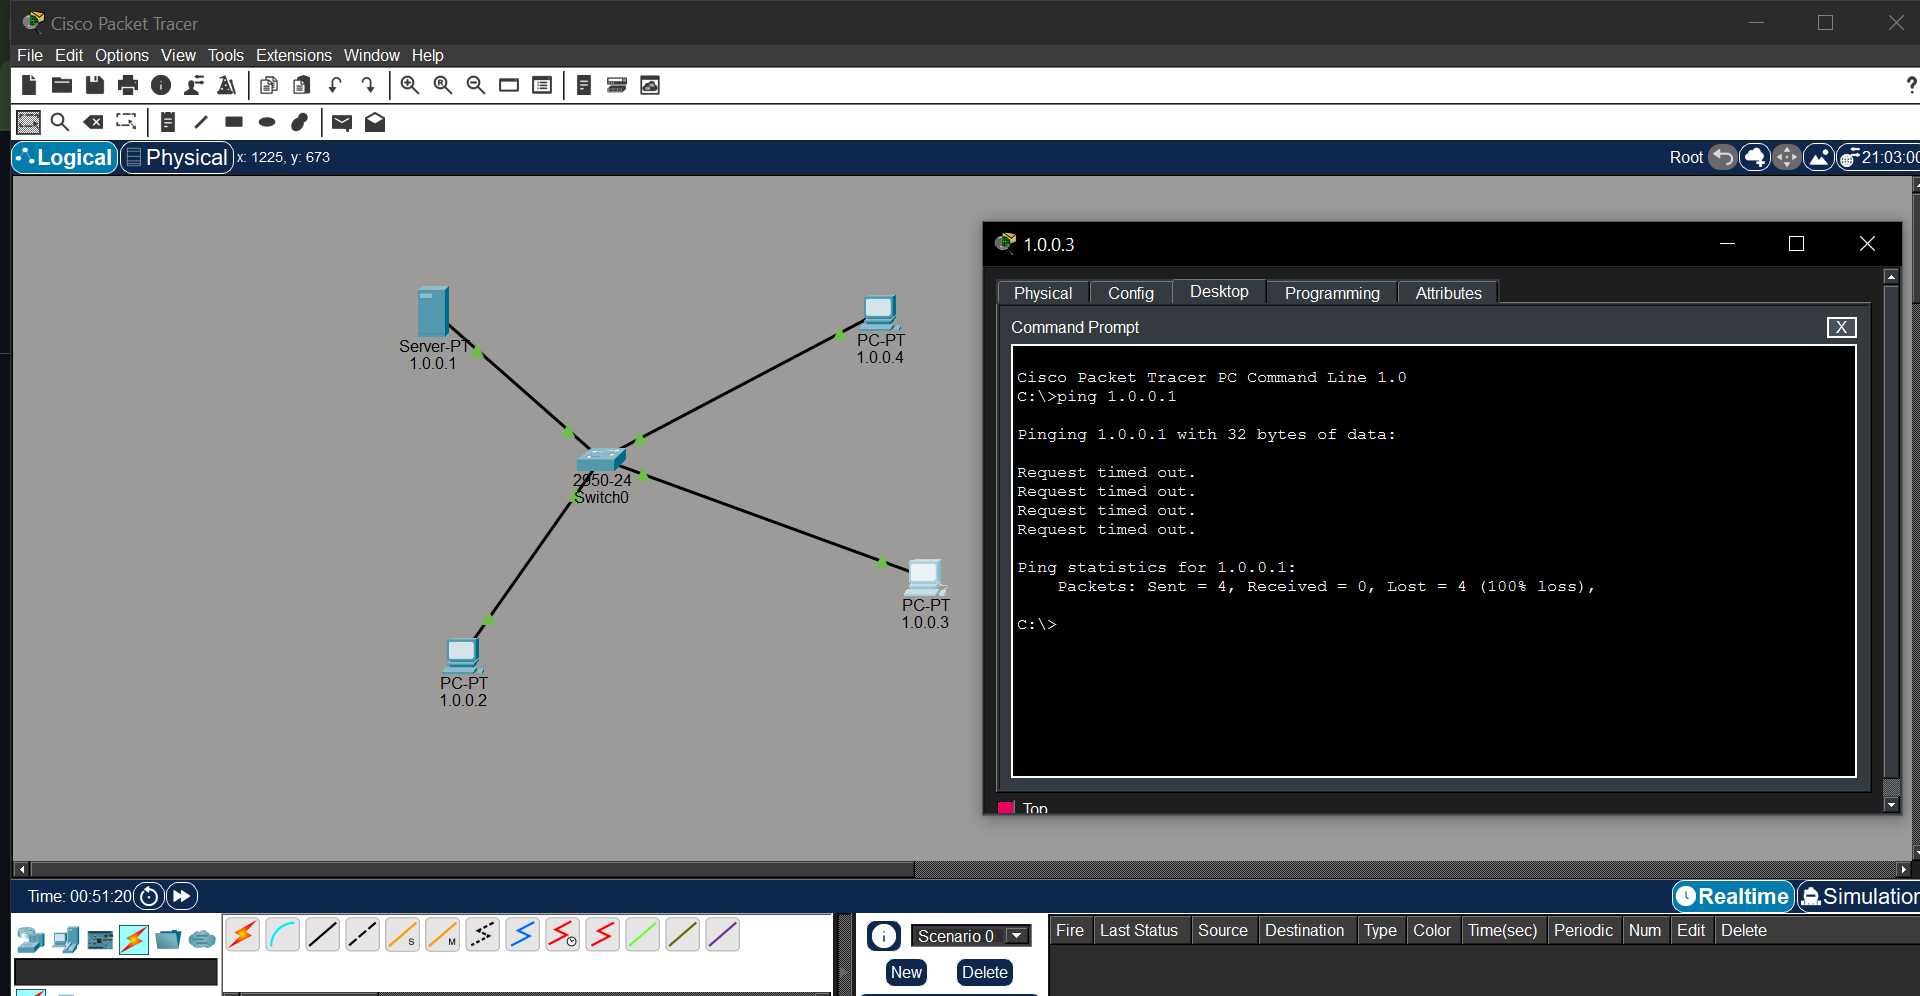 Cisco Packet Tracer
File Edit Options View Tools Extensions Window Help
?
Logical Physical x: 1225, y: 673
Root 21:03:00
Server-PT
1.0.0.1
PC-PT
1.0.0.4
2950-24
Switch0
PC-PT
1.0.0.3
PC-PT
1.0.0.2
1.0.0.3
Physical Config Desktop Programming Attributes
Command Prompt
X
Cisco Packet Tracer PC Command Line 1.0
C:\>ping 1.0.0.1
Pinging 1.0.0.1 with 32 bytes of data:
Request timed out.
Request timed out.
Request timed out.
Request timed out.
Ping statistics for 1.0.0.1:
Packets: Sent = 4, Received = 0, Lost = 4 (100% loss),
C:\>
Top
Time: 00:51:20
Realtime Simulation
S M
Scenario 0
New Delete
Fire Last Status Source Destination Type Color Time(sec) Periodic Num Edit Delete